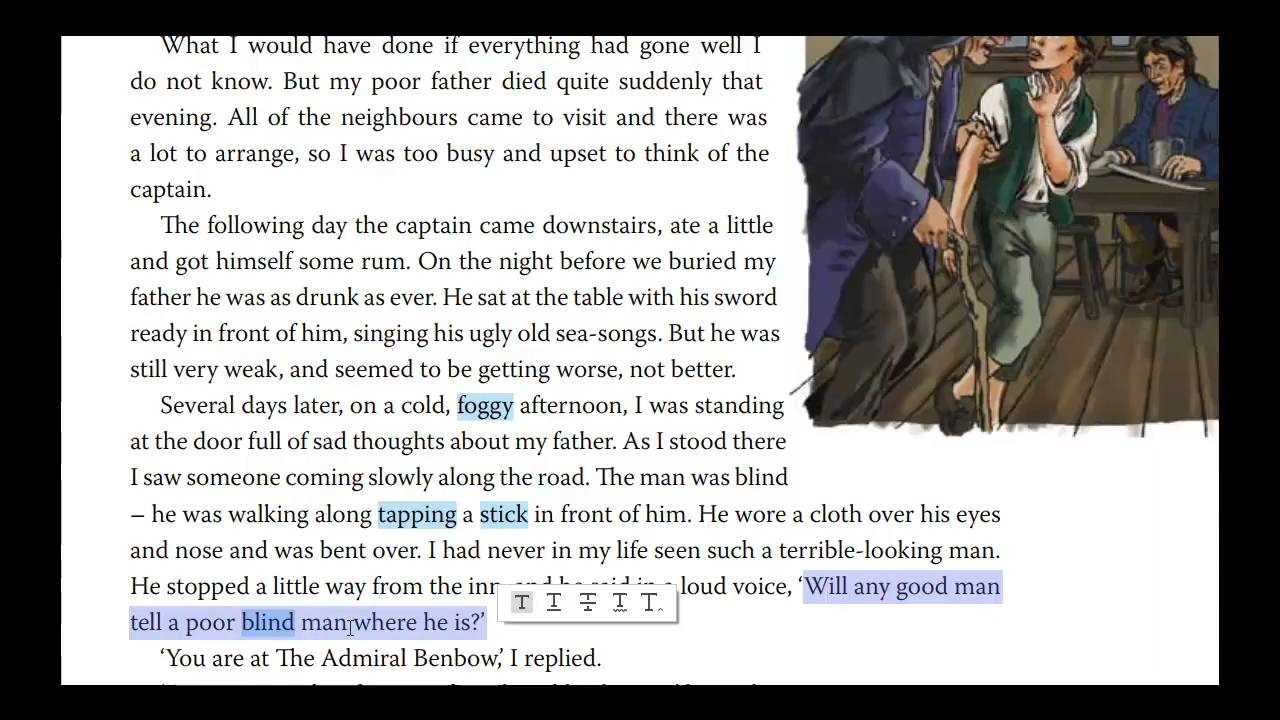 What I would have done if everything had gone well I
do not know. But my poor father died quite suddenly that
evening. All of the neighbours came to visit and there was
a lot to arrange, so I was too busy and upset to think of the
captain.
The following day the captain came downstairs, ate a little
and got himself some rum. On the night before we buried my
father he was as drunk as ever. He sat at the table with his sword
ready in front of him, singing his ugly old sea-songs. But he was
still very weak, and seemed to be getting worse, not better.
Several days later, on a cold, foggy afternoon, I was standing
at the door full of sad thoughts about my father. As I stood there
I saw someone coming slowly along the road. The man was blind
– he was walking along tapping a stick in front of him. He wore a cloth over his eyes
and nose and was bent over. I had never in my life seen such a terrible-looking man.
He stopped a little way from the inn, and he said in a loud voice, ‘Will any good man
tell a poor blind man where he is?’
‘You are at The Admiral Benbow,’ I replied.